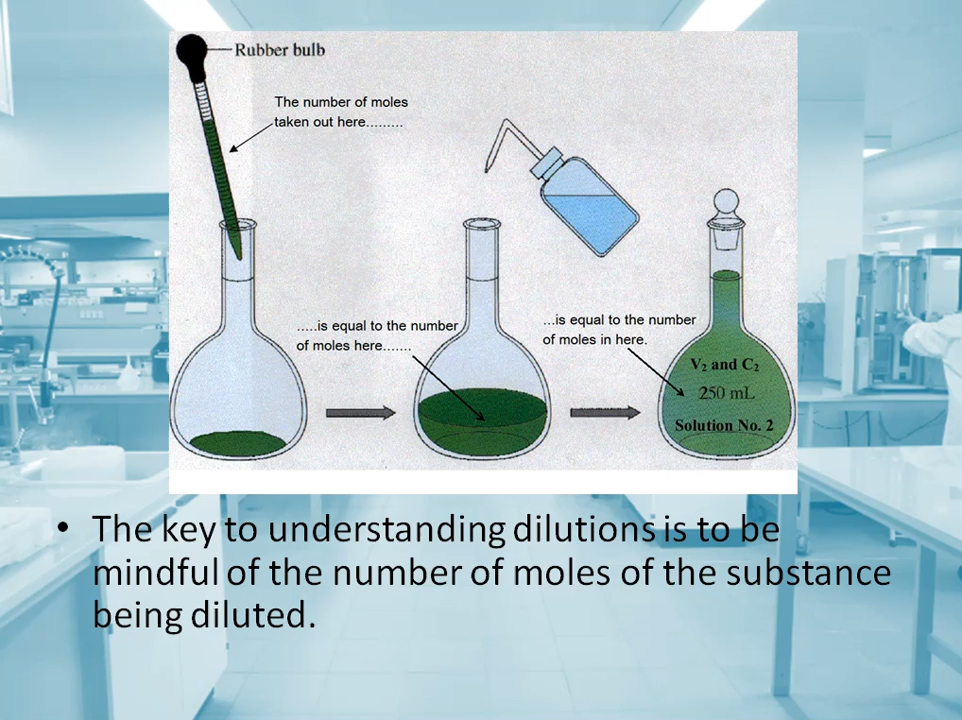 Rubber bulb
The number of moles
taken out here.........
.....is equal to the number
of moles here.......
...is equal to the number
of moles in here.
V₂ and C₂
250 mL
Solution No. 2
• The key to understanding dilutions is to be
mindful of the number of moles of the substance
being diluted.